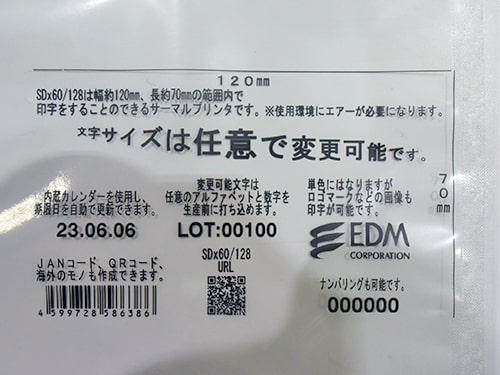 120mm
SDx60/128は幅約120mm、長約70mmの範囲内で
印字をすることのできるサーマルプリンタです。※使用環境にエアーが必要になります。
文字サイズは任意で変更可能です。
70mm
内蔵カレンダーを使用し、
期限日を自動で更新できます。
23.06.06
変更可能文字は
任意のアルファベットと数字を
生産前に打ち込めます。
LOT:00100
単色にはなりますが
ロゴマークなどの画像も
印字が可能です。
EDM
CORPORATION
JANコード、QRコード、
海外のモノも作成できます。
4599728586386
SDx60/128
URL
ナンバリングも可能です。
000000